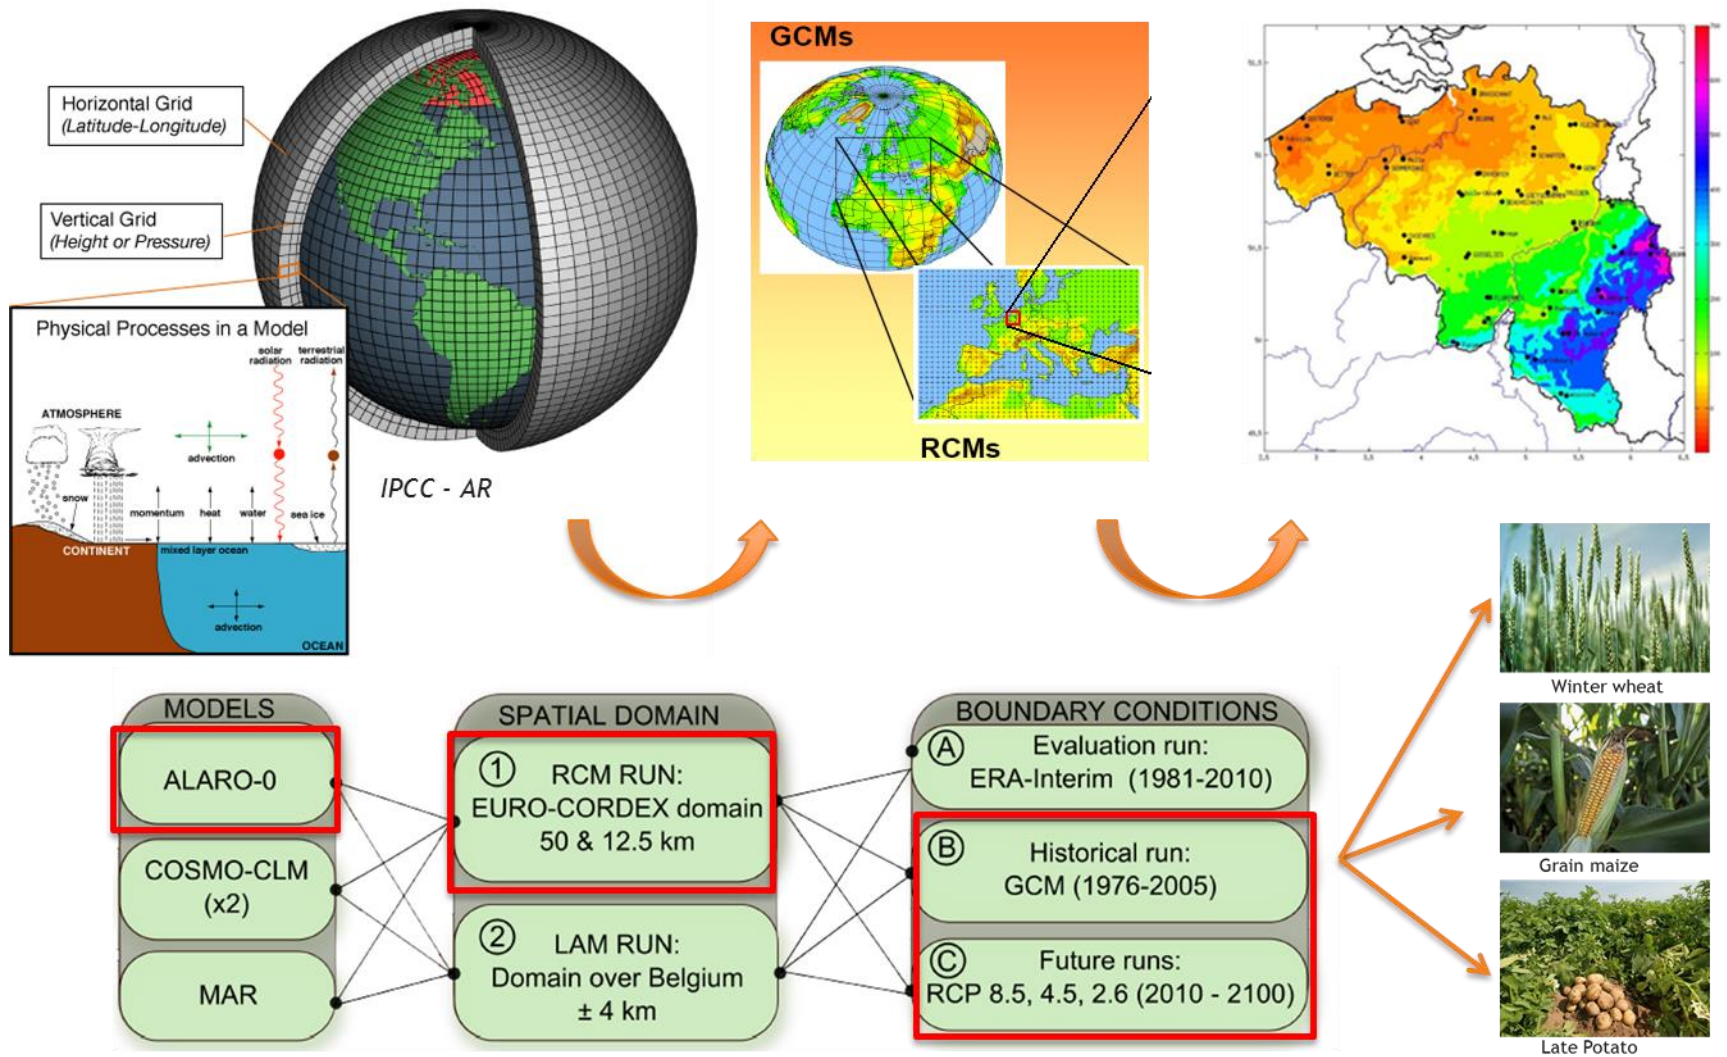 Horizontal Grid
(Latitude-Longitude)
Vertical Grid
(Height or Pressure)
Physical Processes in a Model
solar
radiation
terrestrial
radiation
ATMOSPHERE
advection
snow
momentum
heat
water
sea ice
CONTINENT
mixed layer ocean
advection
OCEAN
IPCC - AR
GCMs
RCMs
Winter wheat
Grain maize
Late Potato
MODELS
ALARO-0
COSMO-CLM
(x2)
MAR
SPATIAL DOMAIN
1
RCM RUN:
EURO-CORDEX domain
50 & 12.5 km
2
LAM RUN:
Domain over Belgium
± 4 km
BOUNDARY CONDITIONS
A
Evaluation run:
ERA-Interim (1981-2010)
B
Historical run:
GCM (1976-2005)
C
Future runs:
RCP 8.5, 4.5, 2.6 (2010 - 2100)